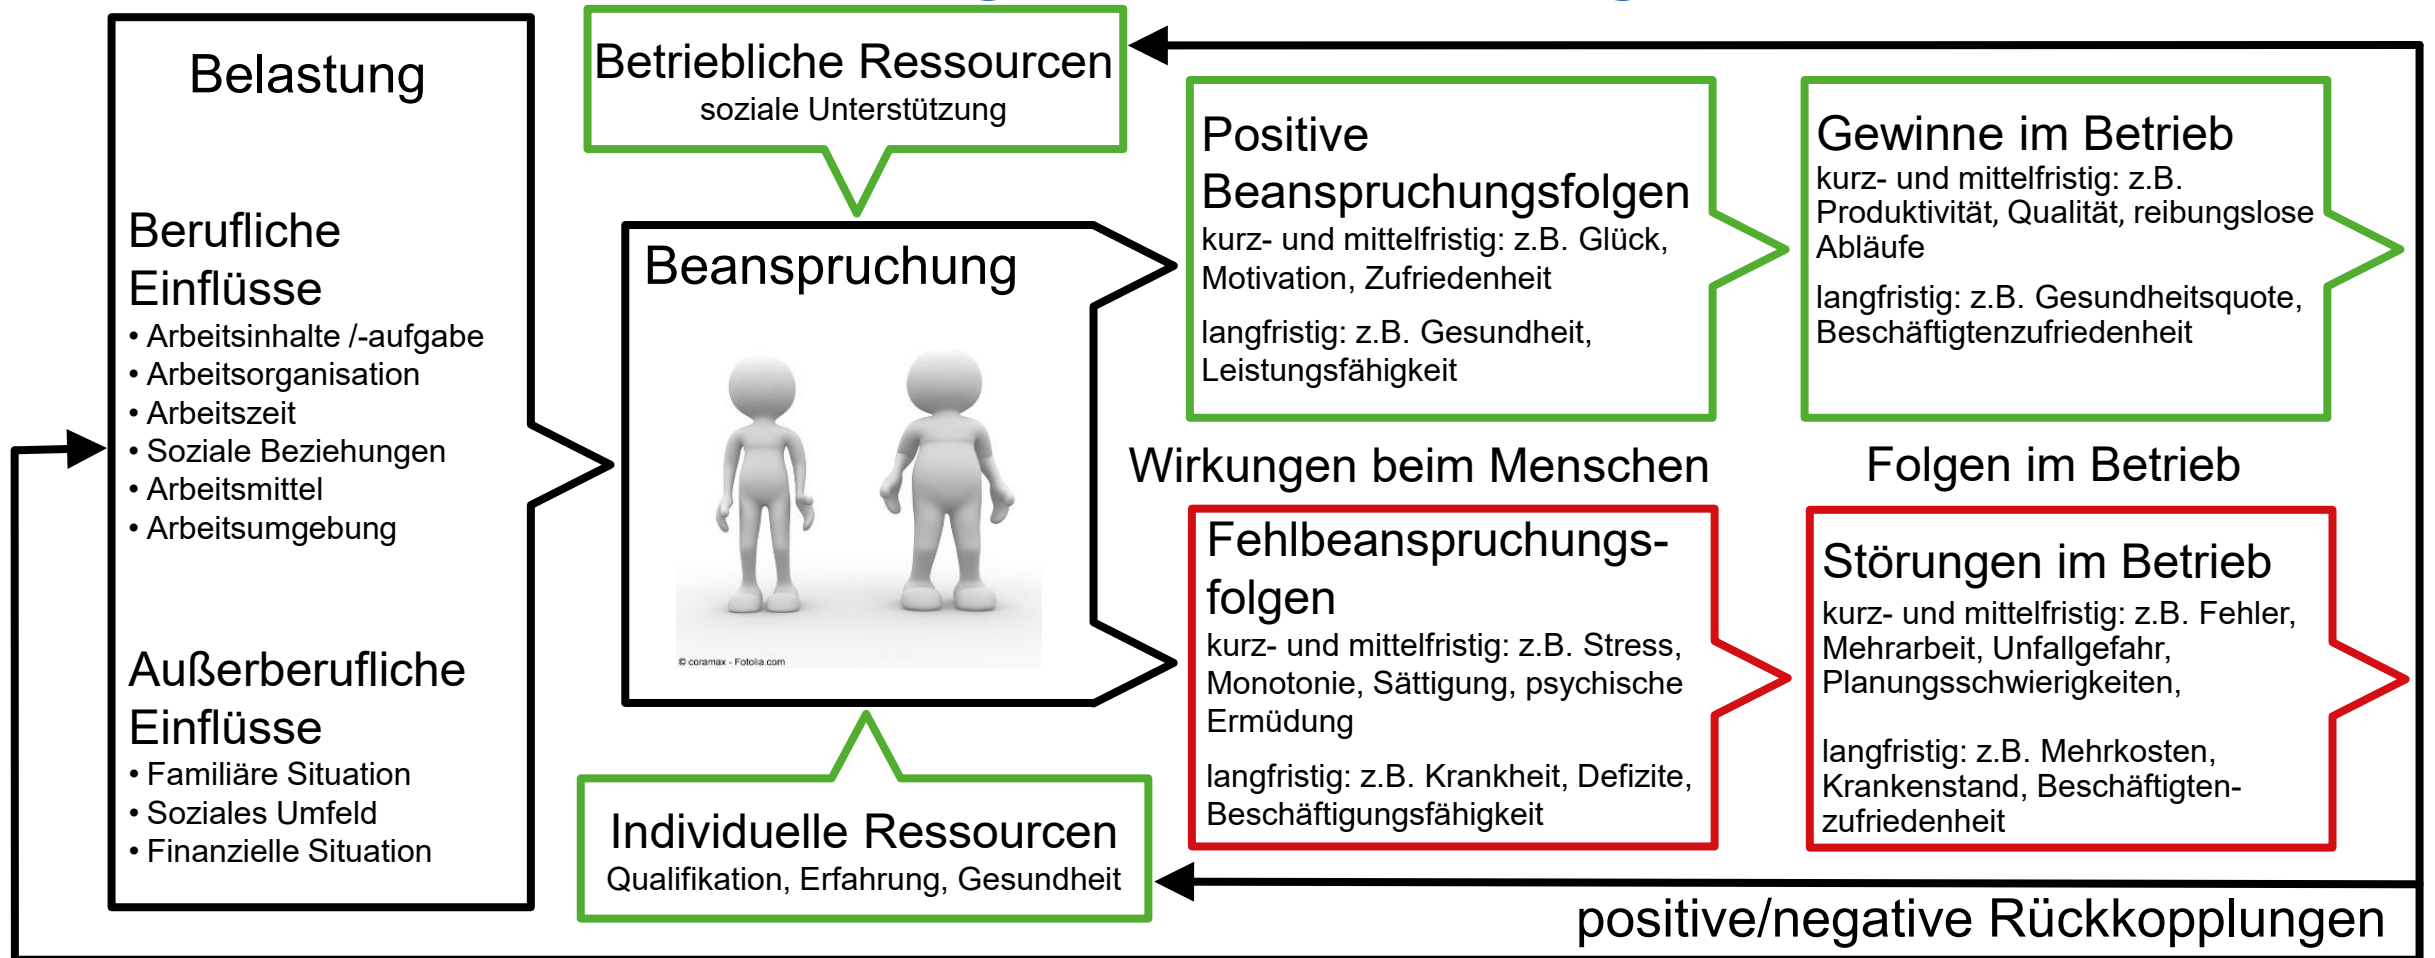 Belastung
Berufliche
Einflüsse
• Arbeitsinhalte /-aufgabe
• Arbeitsorganisation
• Arbeitszeit
• Soziale Beziehungen
• Arbeitsmittel
• Arbeitsumgebung
Außerberufliche
Einflüsse
• Familiäre Situation
• Soziales Umfeld
• Finanzielle Situation
Betriebliche Ressourcen
soziale Unterstützung
Beanspruchung
© coramax - Fotolia.com
Individuelle Ressourcen
Qualifikation, Erfahrung, Gesundheit
Positive
Beanspruchungsfolgen
kurz- und mittelfristig: z.B. Glück,
Motivation, Zufriedenheit
langfristig: z.B. Gesundheit,
Leistungsfähigkeit
Wirkungen beim Menschen
Fehlbeanspruchungs-
folgen
kurz- und mittelfristig: z.B. Stress,
Monotonie, Sättigung, psychische
Ermüdung
langfristig: z.B. Krankheit, Defizite,
Beschäftigungsfähigkeit
Gewinne im Betrieb
kurz- und mittelfristig: z.B.
Produktivität, Qualität, reibungslose
Abläufe
langfristig: z.B. Gesundheitsquote,
Beschäftigtenzufriedenheit
Folgen im Betrieb
Störungen im Betrieb
kurz- und mittelfristig: z.B. Fehler,
Mehrarbeit, Unfallgefahr,
Planungsschwierigkeiten,
langfristig: z.B. Mehrkosten,
Krankenstand, Beschäftigten-
zufriedenheit
positive/negative Rückkopplungen